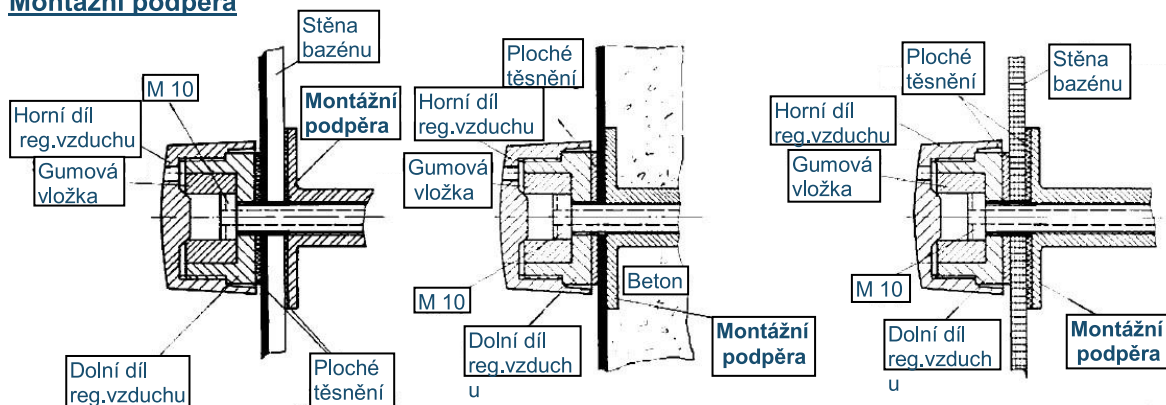 Montážní podpěra
Stěna
bazénu
M 10
Horní díl
reg.vzduchu
Montážní
podpěra
Gumová
vložka
Dolní díl
reg.vzduchu
Ploché
těsnění
Ploché
těsnění
Horní díl
reg.vzduchu
Gumová
vložka
M 10
Beton
Dolní díl
reg.vzduch
u
Montážní
podpěra
Ploché
těsnění
Stěna
bazénu
Horní díl
reg.vzduchu
Gumová
vložka
M 10
Dolní díl
reg.vzduch
u
Montážní
podpěra